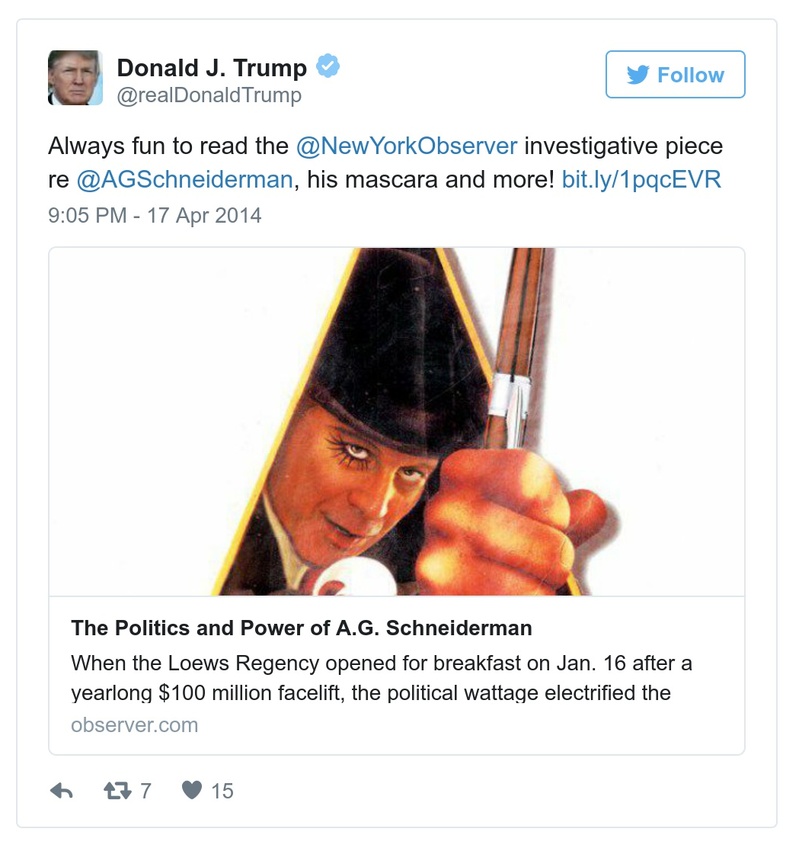 Donald J. Trump
@realDonaldTrump
Follow
Always fun to read the @NewYorkObserver investigative piece
re @AGSchneiderman, his mascara and more! bit.ly/1pqcEVR
9:05 PM - 17 Apr 2014
The Politics and Power of A.G. Schneiderman
When the Loews Regency opened for breakfast on Jan. 16 after a
yearlong $100 million facelift, the political wattage electrified the
observer.com
7
15